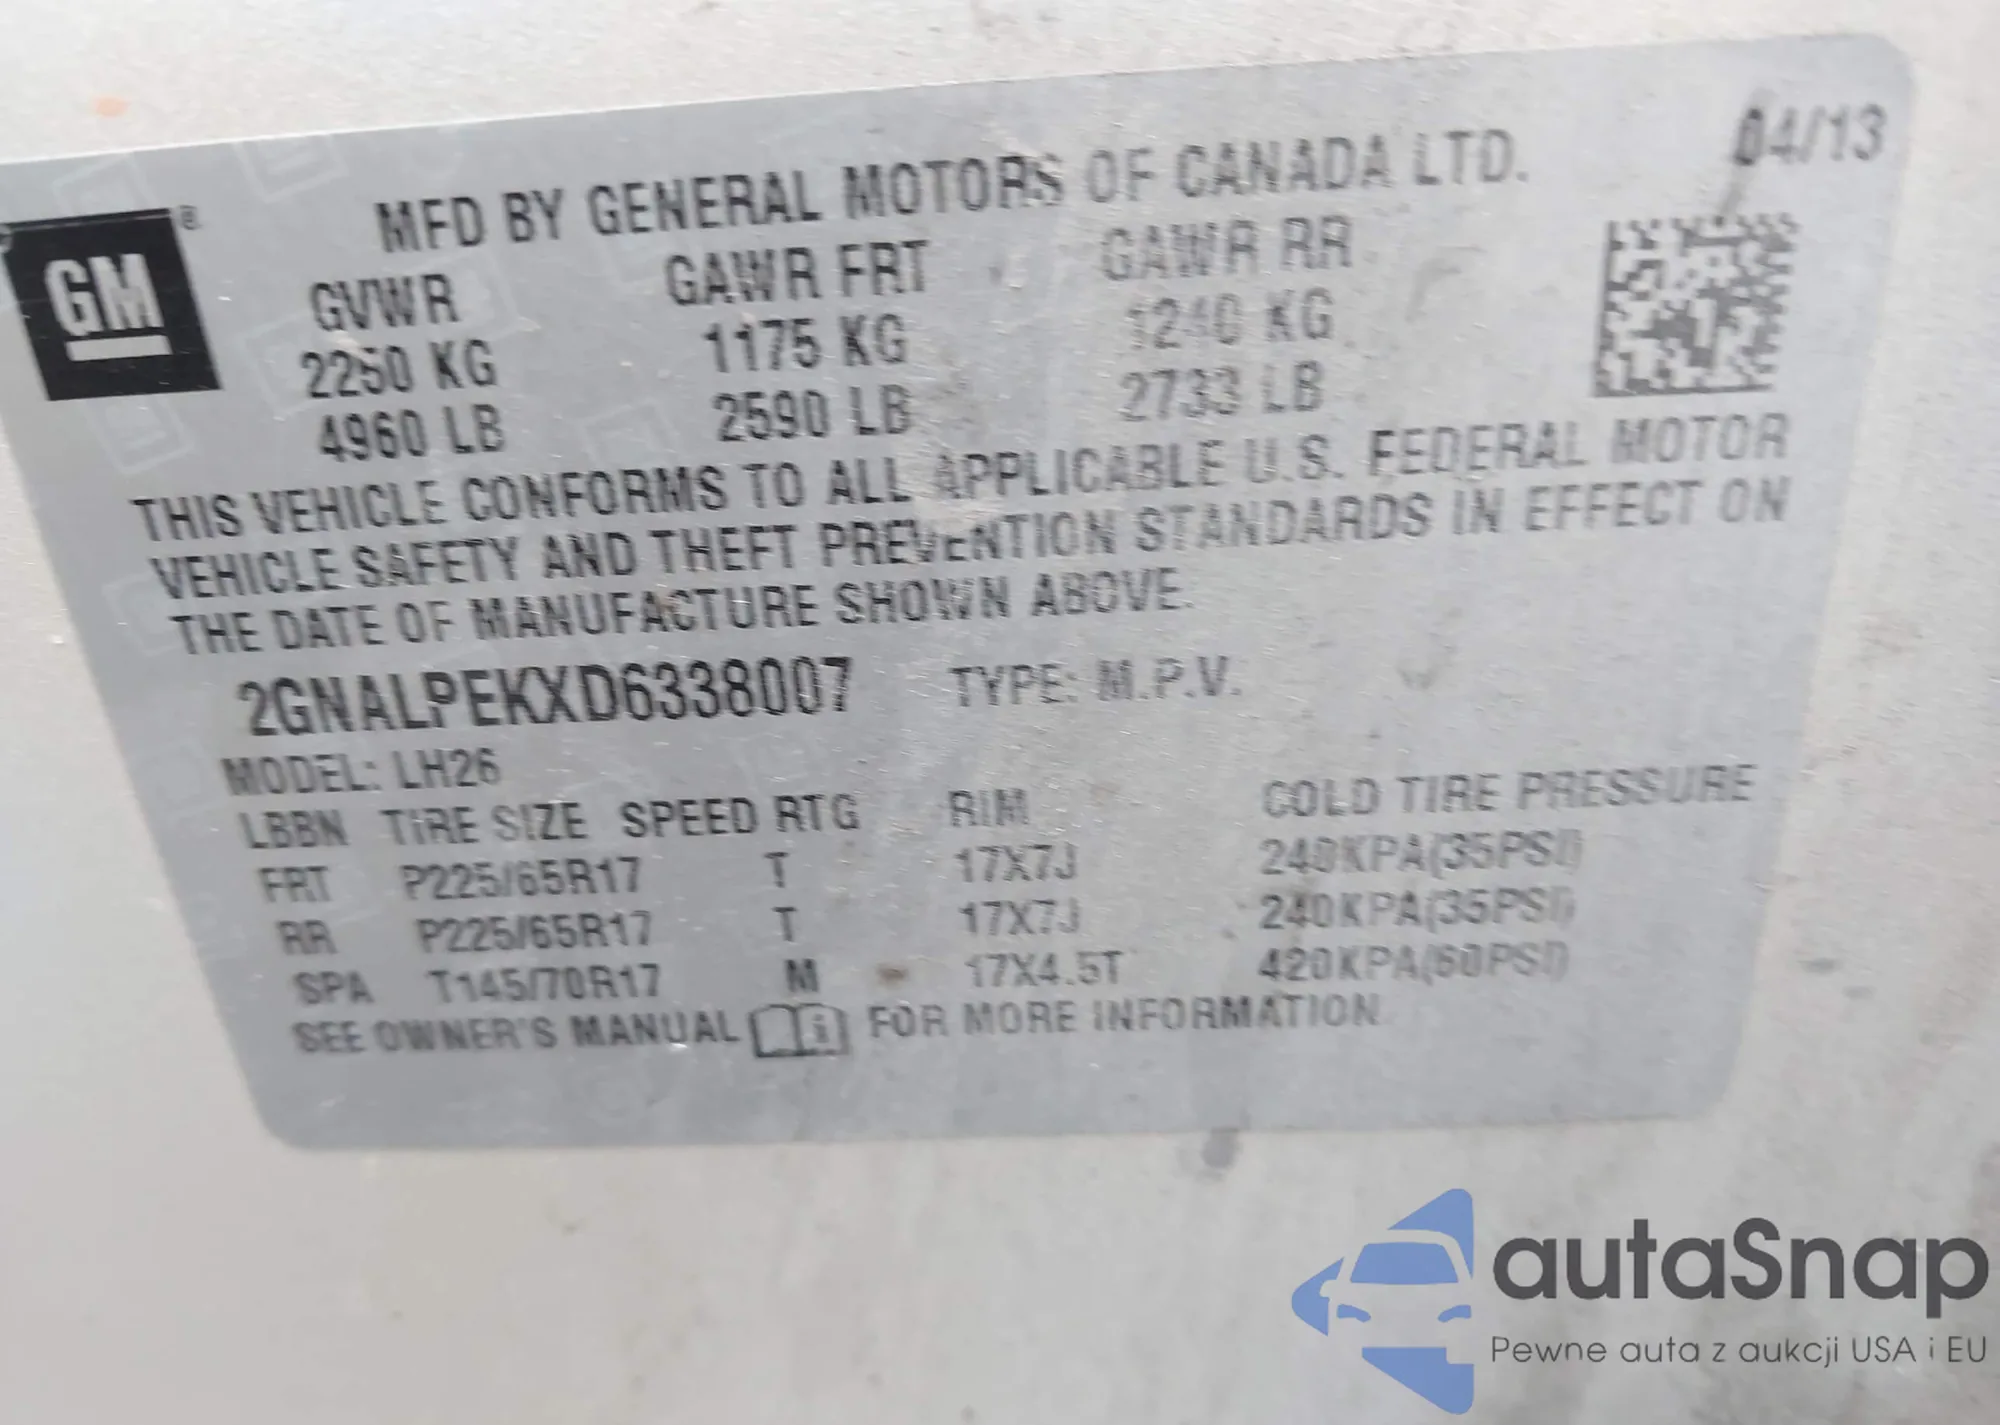 04/13
GM ®
MFD BY GENERAL MOTORS OF CANADA LTD.
GVWR GAWR FRT GAWR RR
2250 KG 1175 KG 1240 KG
4960 LB 2590 LB 2733 LB
THIS VEHICLE CONFORMS TO ALL APPLICABLE U.S. FEDERAL MOTOR
VEHICLE SAFETY AND THEFT PREVENTION STANDARDS IN EFFECT ON
THE DATE OF MANUFACTURE SHOWN ABOVE.
2GNALPEKXD6338007 TYPE: M.P.V.
MODEL: LH26
LBBN TIRE SIZE SPEED RTG RIM COLD TIRE PRESSURE
FRT P225/65R17 T 17X7J 240KPA(35PSI)
RR P225/65R17 T 17X7J 240KPA(35PSI)
SPA T145/70R17 M 17X4.5T 420KPA(60PSI)
SEE OWNER'S MANUAL i FOR MORE INFORMATION.
autaSnap
Pewne auta z aukcji USA i EU